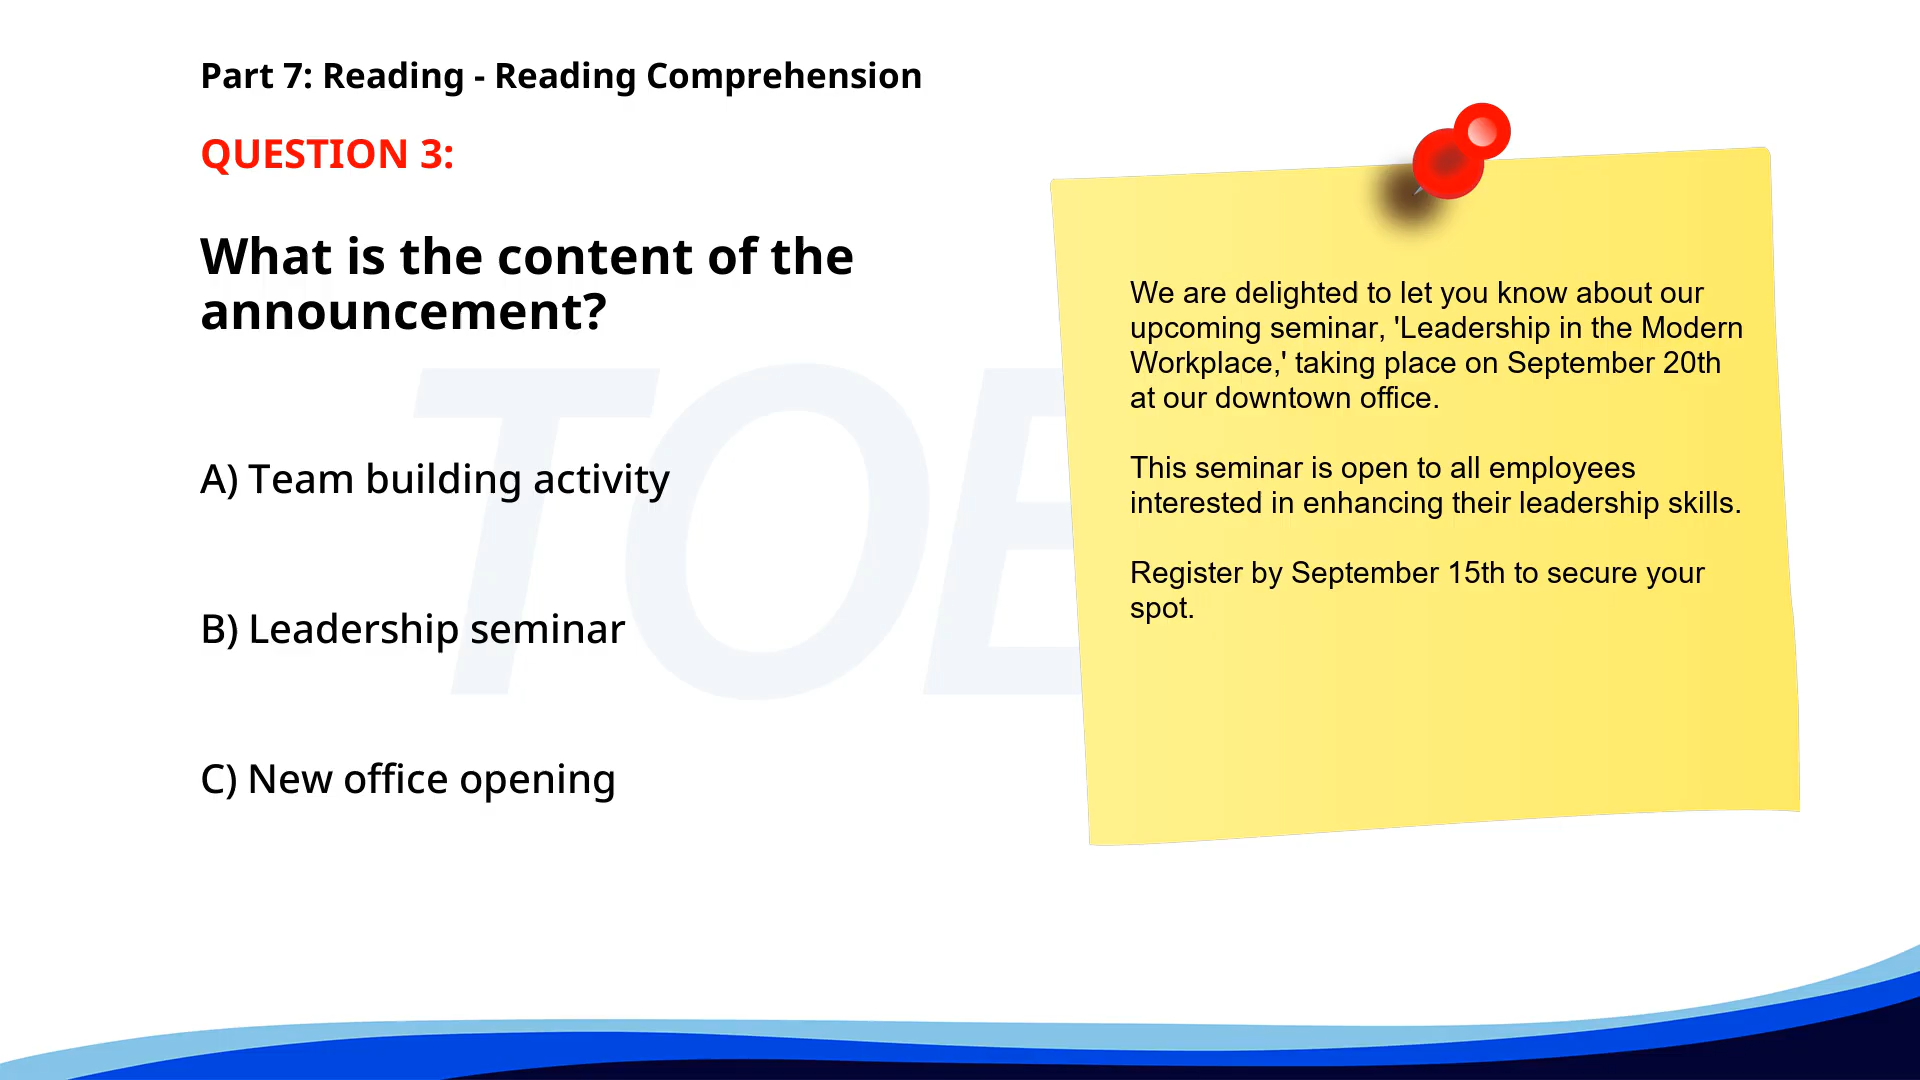 Part 7: Reading - Reading Comprehension
QUESTION 3:
What is the content of the
announcement?
A) Team building activity
B) Leadership seminar
C) New office opening
We are delighted to let you know about our
upcoming seminar, 'Leadership in the Modern
Workplace,' taking place on September 20th
at our downtown office.
This seminar is open to all employees
interested in enhancing their leadership skills.
Register by September 15th to secure your
spot.
TOE